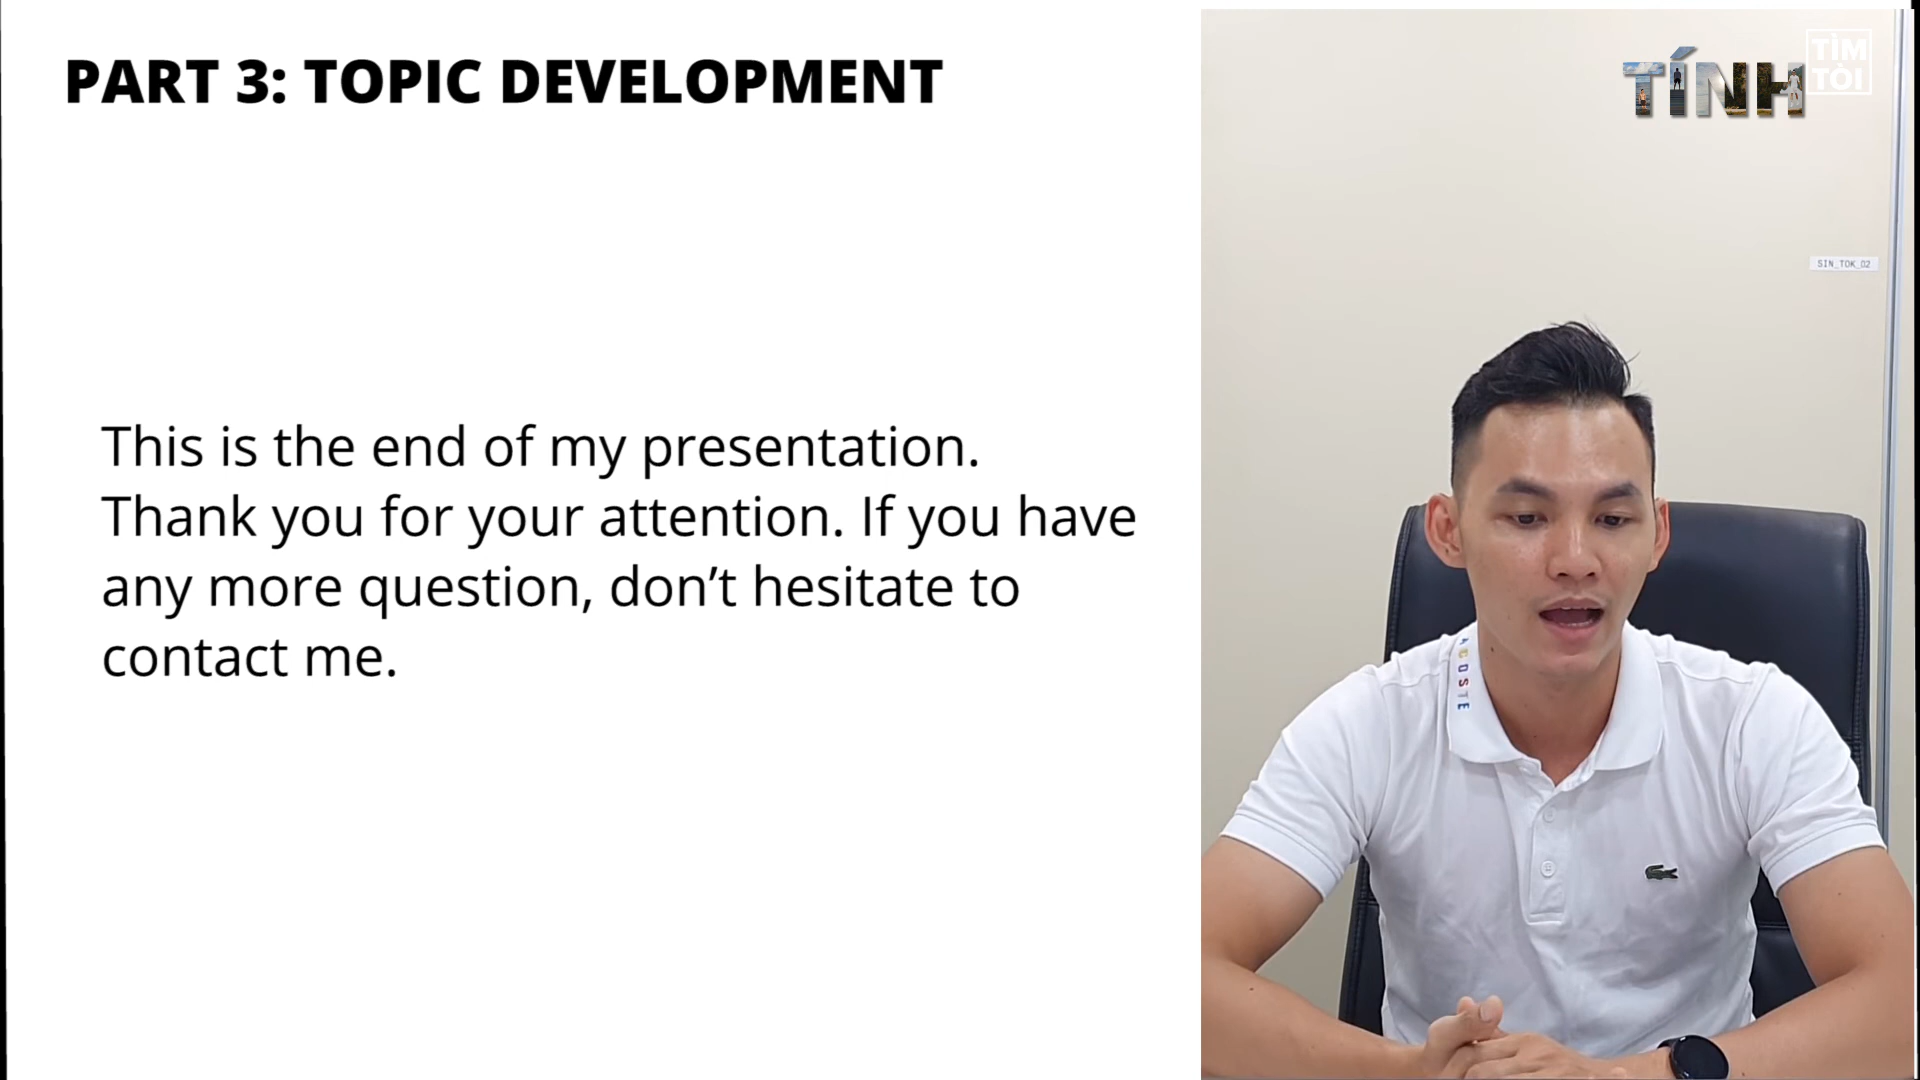 PART 3: TOPIC DEVELOPMENT
TÍNH
TÌM
TÒI
SIN_TOK_02
This is the end of my presentation.
Thank you for your attention. If you have
any more question, don’t hesitate to
contact me.
ACOSTE